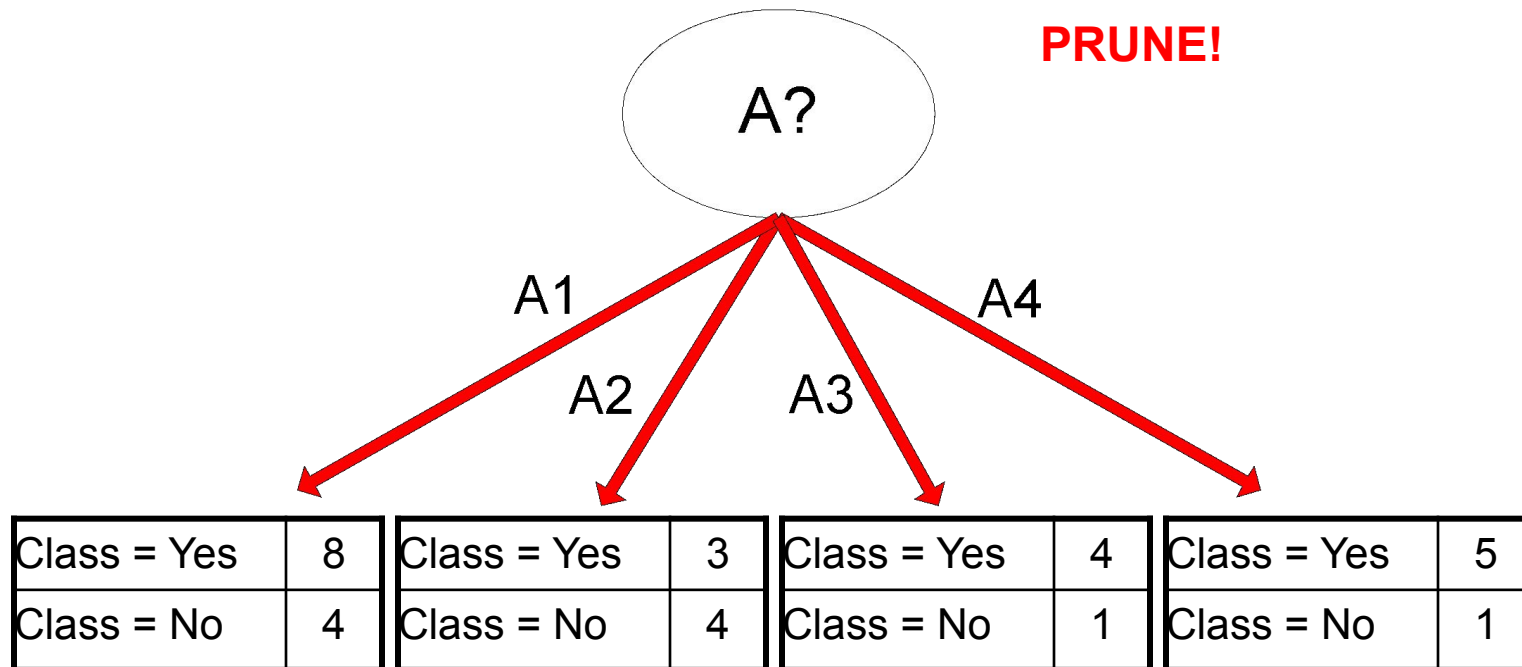 PRUNE!
A?
A1
A4
A2
A3
Class = Yes 8 Class = Yes 3 Class = Yes 4 Class = Yes 5
Class = No 4 Class = No 4 Class = No 1 Class = No 1